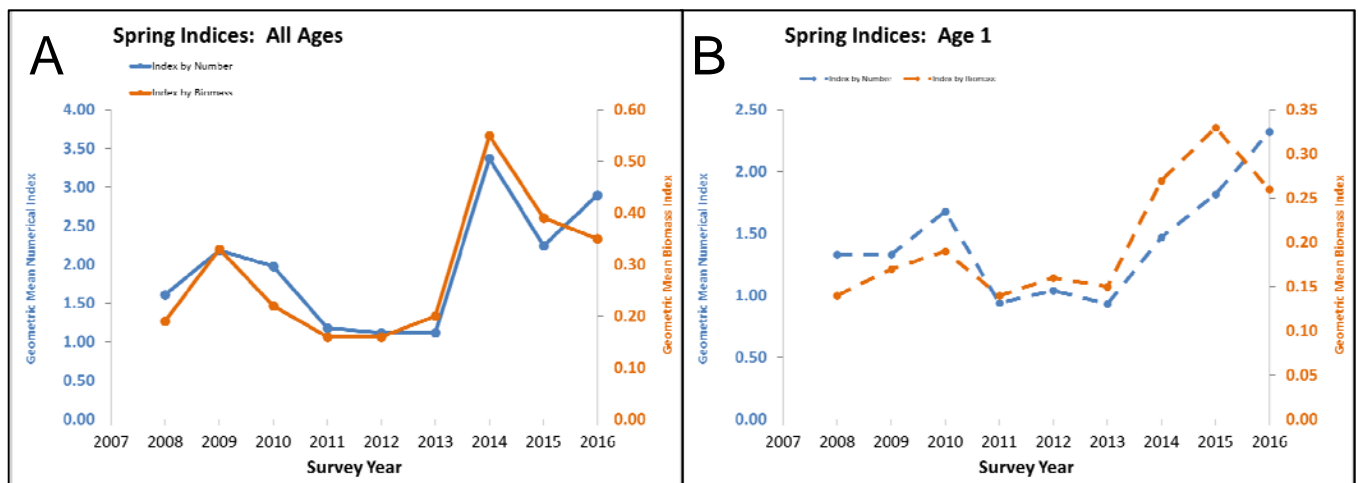 A
Spring Indices: All Ages
Index by Number
Index by Biomass
4.00
3.50
3.00
2.50
2.00
1.50
1.00
0.50
0.00
Geometric Mean Numerical Index
0.60
0.50
0.40
0.30
0.20
0.10
0.00
Geometric Mean Biomass Index
2007 2008 2009 2010 2011 2012 2013 2014 2015 2016
Survey Year
B
Spring Indices: Age 1
Index by Number Index by Biomass
2.50
2.00
1.50
1.00
0.50
0.00
Geometric Mean Numerical Index
0.35
0.30
0.25
0.20
0.15
0.10
0.05
0.00
Geometric Mean Biomass Index
2007 2008 2009 2010 2011 2012 2013 2014 2015 2016
Survey Year